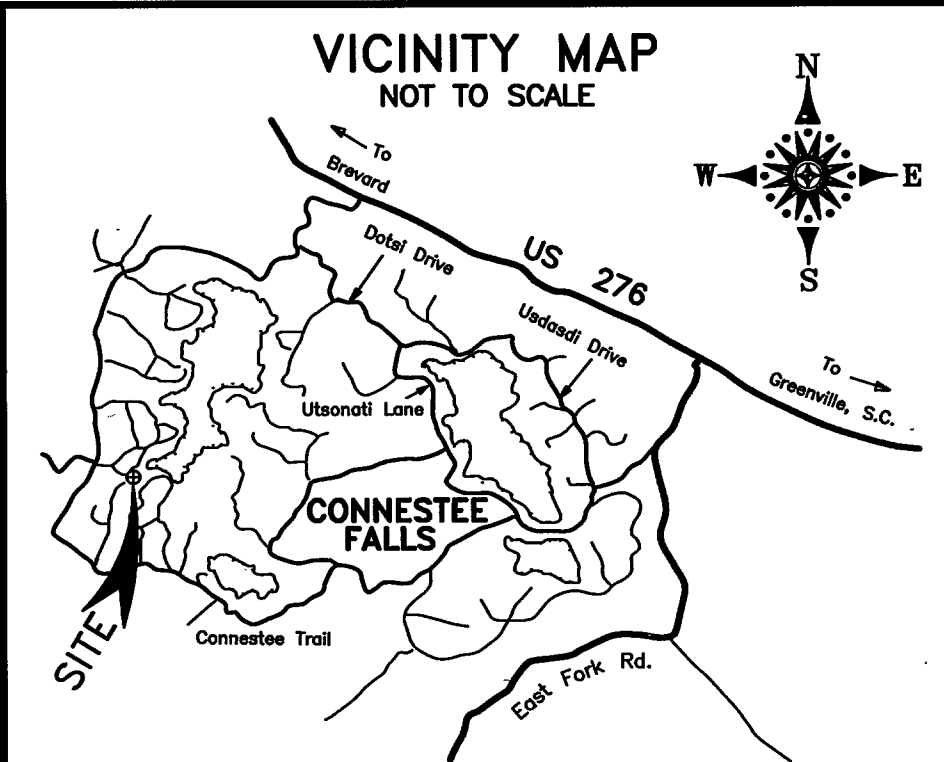 VICINITY MAP
NOT TO SCALE
N
W
E
S
To
Brevard
Dotsi Drive
US 276
Usdasdi Drive
To
Greenville, S.C.
Utsonati Lane
CONNESTEE
FALLS
SITE
Connestee Trail
East Fork Rd.